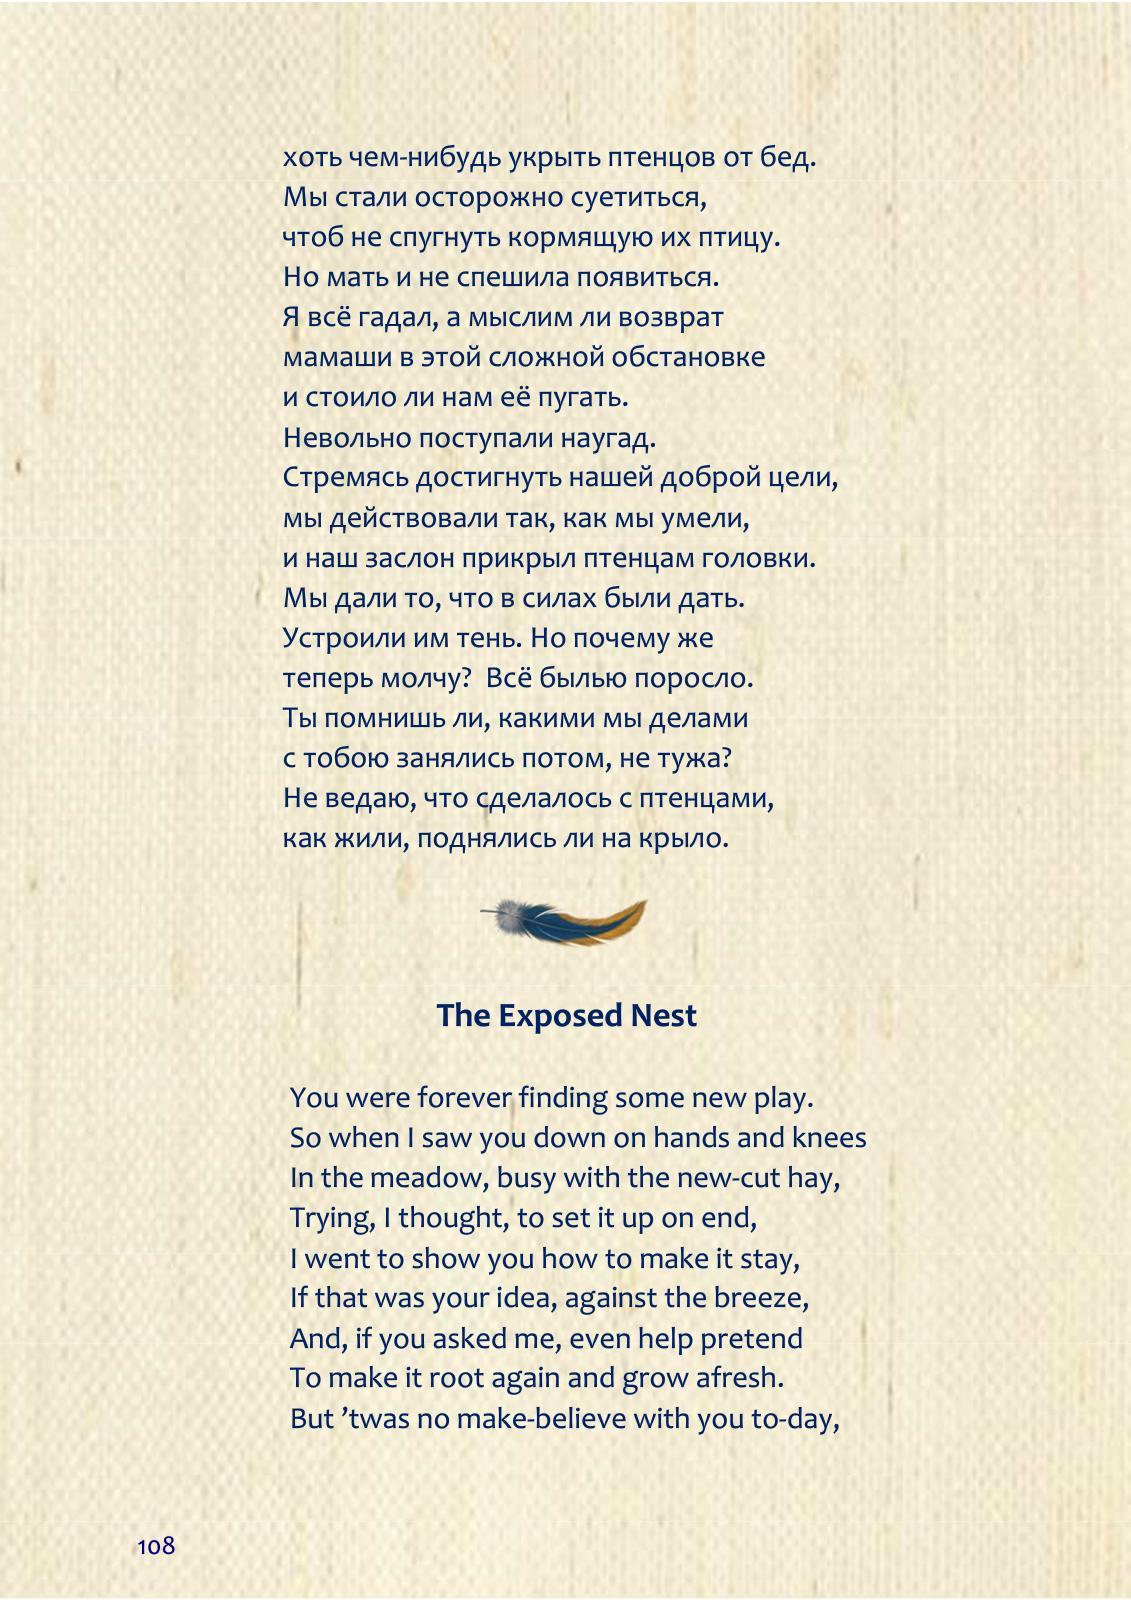 хоть чем-нибудь укрыть птенцов от бед.
Мы стали осторожно суетиться,
чтоб не спугнуть кормящую их птицу.
Но мать и не спешила появиться.
Я всё гадал, а мыслим ли возврат
мамаши в этой сложной обстановке
и стоило ли нам её пугать.
Невольно поступали наугад.
Стремясь достигнуть нашей доброй цели,
мы действовали так, как мы умели,
и наш заслон прикрыл птенцам головки.
Мы дали то, что в силах были дать.
Устроили им тень. Но почему же
теперь молчу?  Всё былью поросло.
Ты помнишь ли, какими мы делами
с тобою занялись потом, не тужа?
Не ведаю, что сделалось с птенцами,
как жили, поднялись ли на крыло.
The Exposed Nest
You were forever finding some new play.
So when I saw you down on hands and knees
In the meadow, busy with the new-cut hay,
Trying, I thought, to set it up on end,
I went to show you how to make it stay,
If that was your idea, against the breeze,
And, if you asked me, even help pretend
To make it root again and grow afresh.
But ’twas no make-believe with you to-day,
108